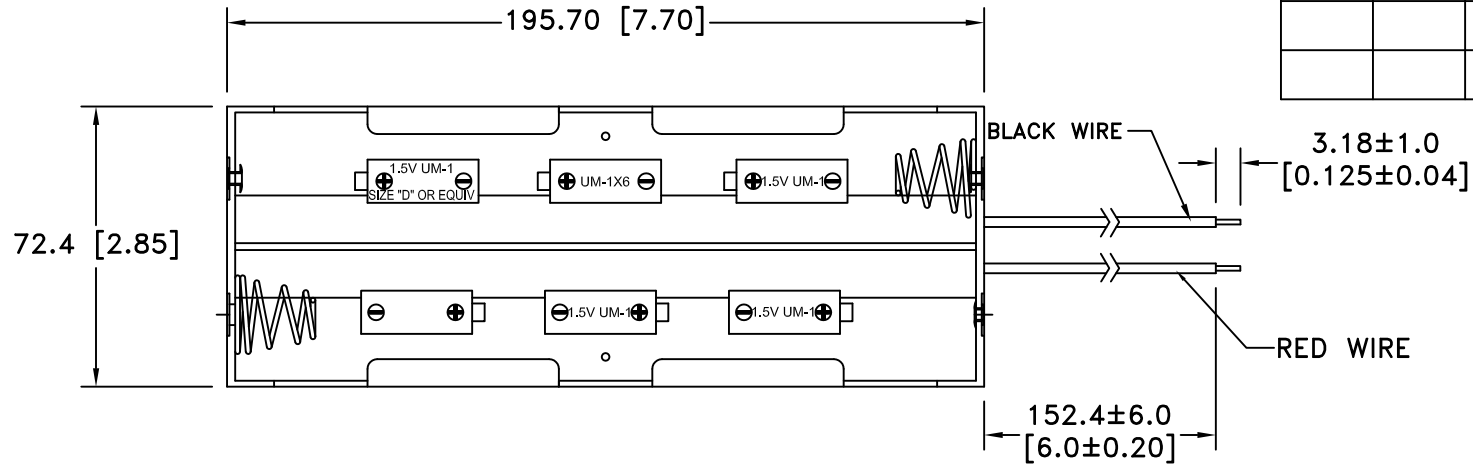 195.70 [7.70]
BLACK WIRE
3.18±1.0
[0.125±0.04]
1.5V UM-1
SIZE "D" OR EQUIV
UM-1X6
1.5V UM-1
72.4 [2.85]
1.5V UM-1
1.5V UM-1
RED WIRE
152.4±6.0
[6.0±0.20]